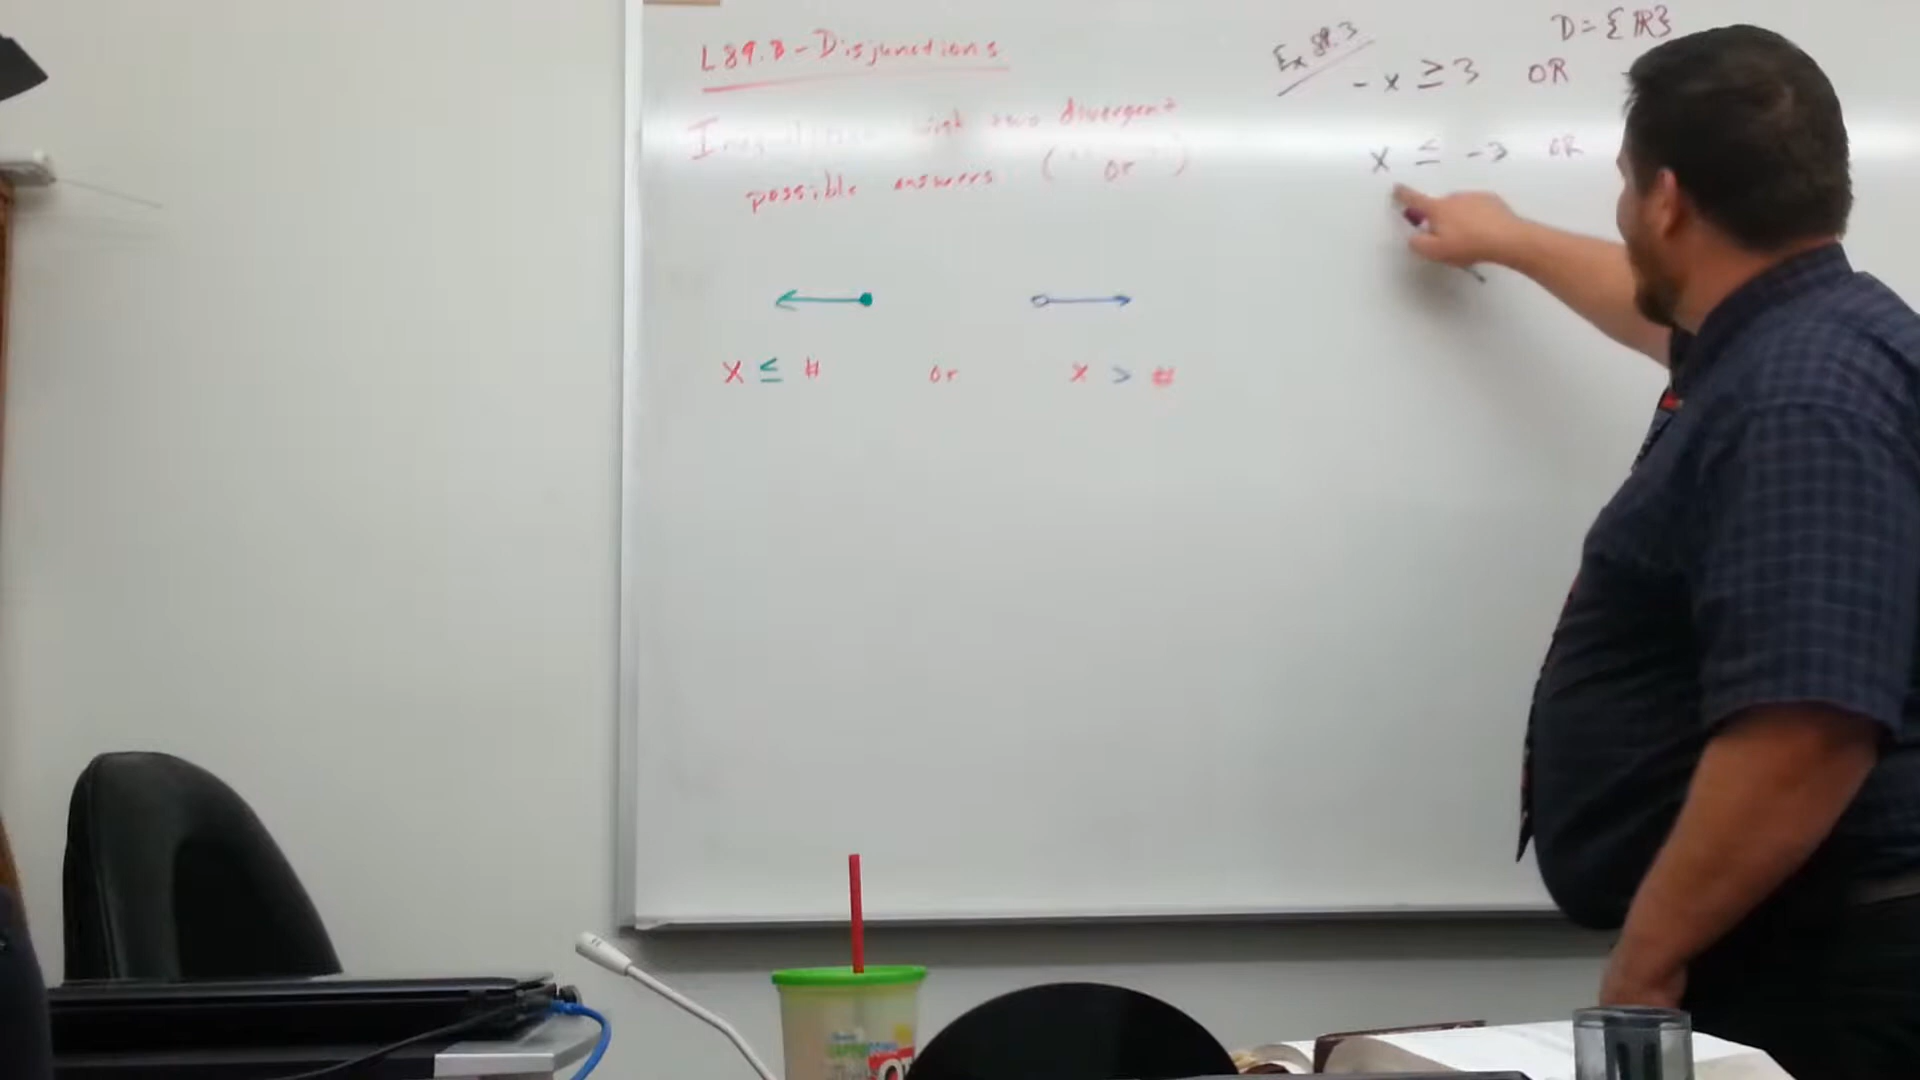 L89.B - Disjunctions
with two divergent
possible answers ( or )
X ≤ # or x > #
Ex 89.3
D = {ℝ}
- x ≥ 3 OR
x ≤ -3 OR